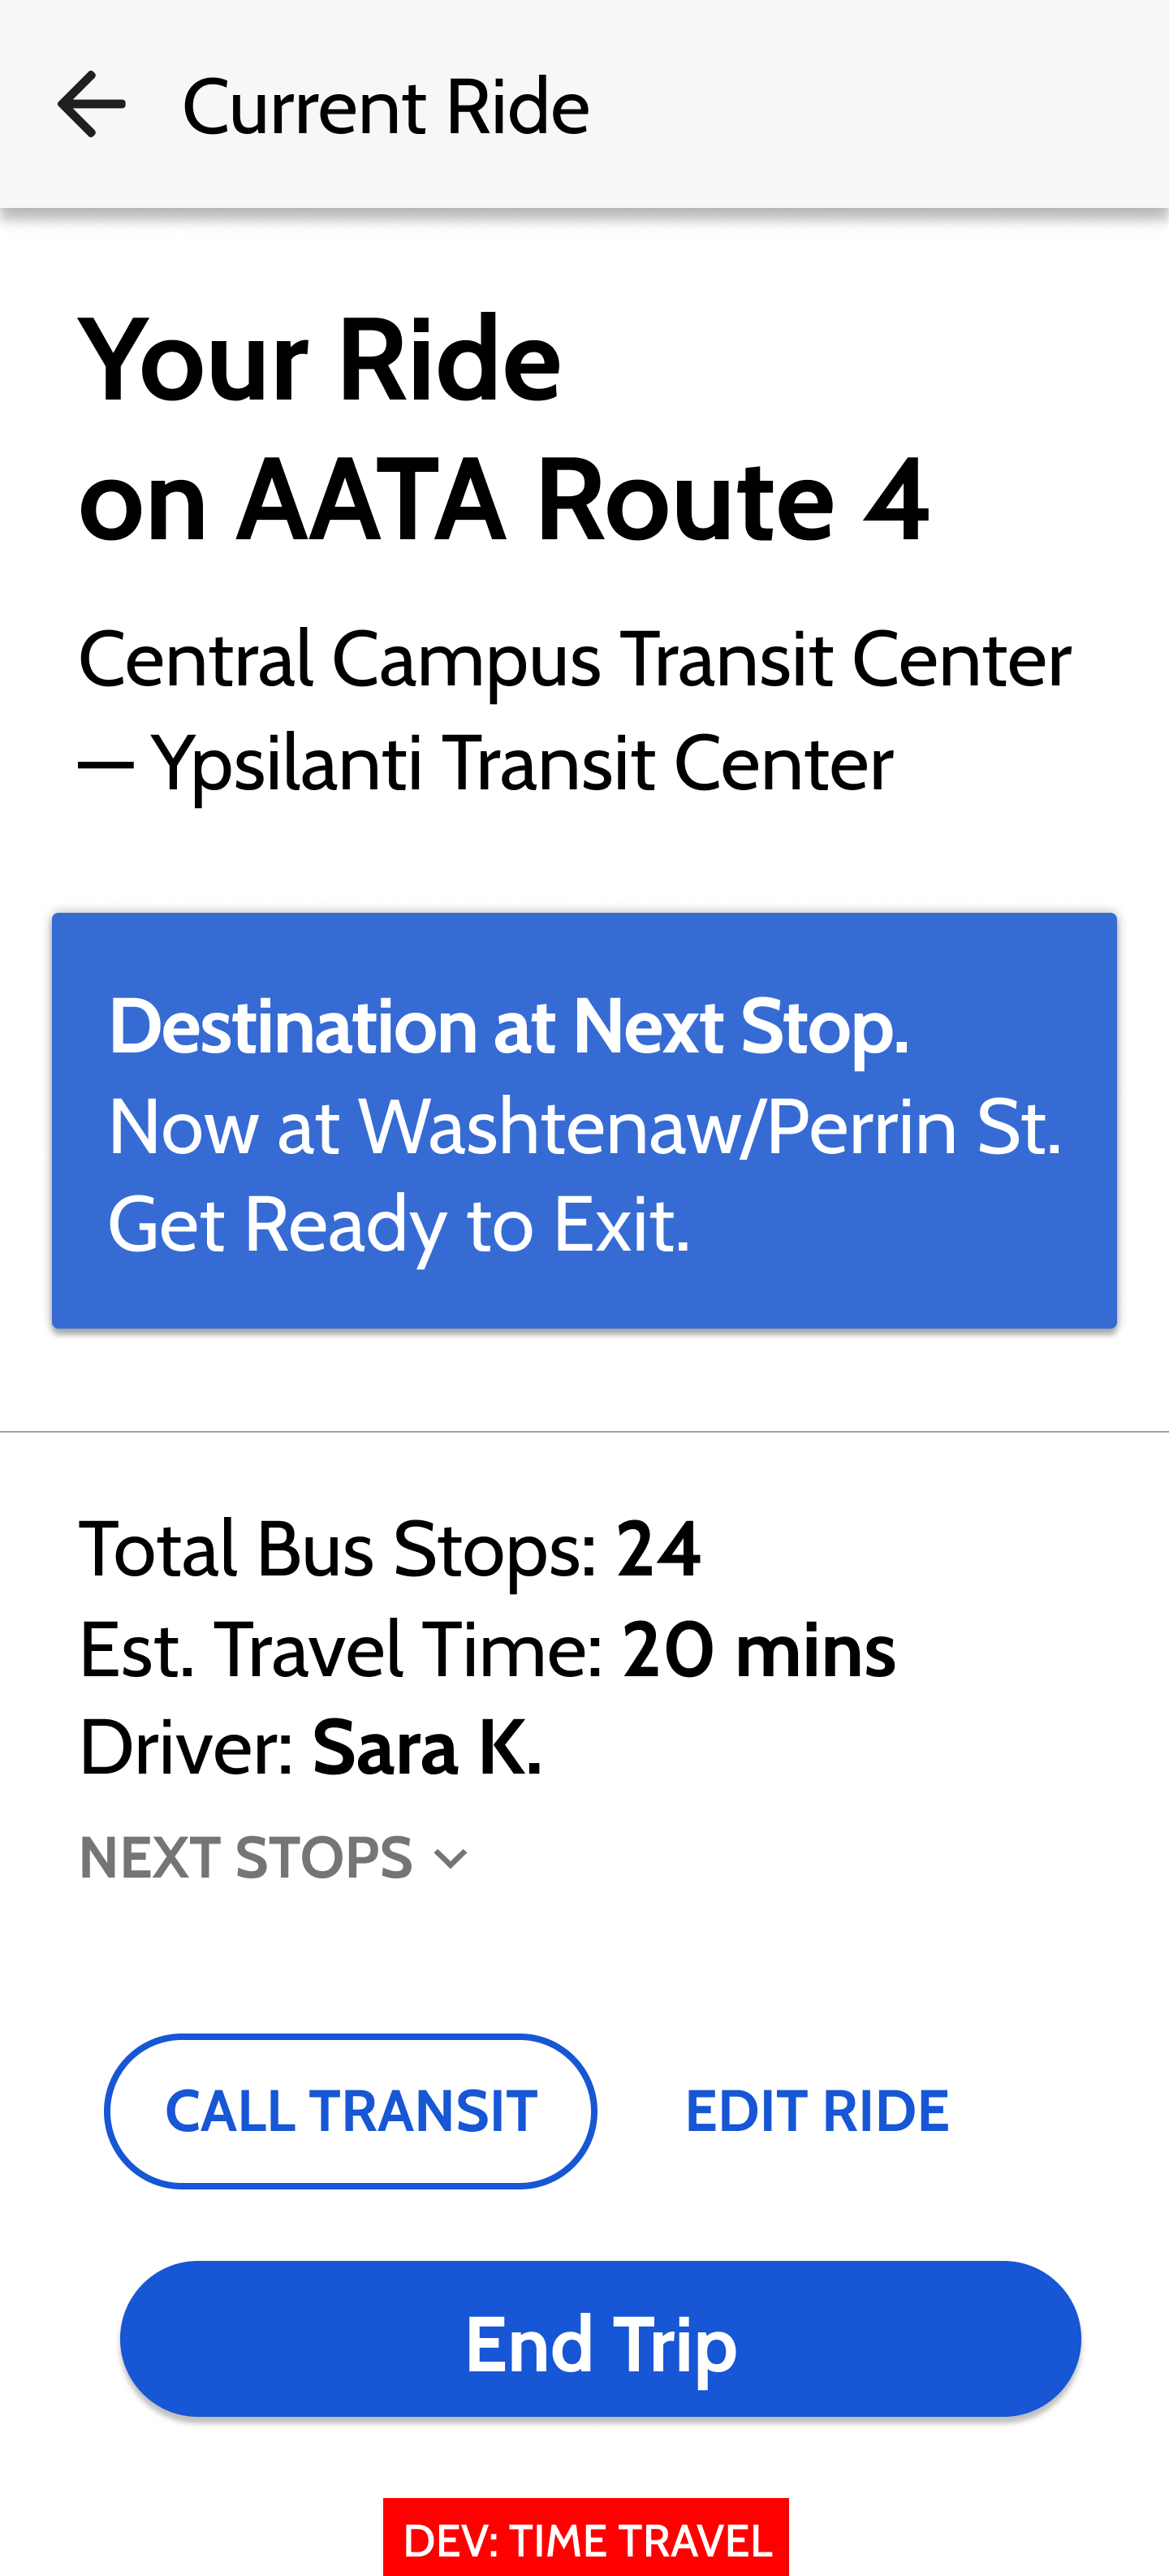 Current Ride
Your Ride
on AATA Route 4
Central Campus Transit Center
— Ypsilanti Transit Center
Destination at Next Stop.
Now at Washtenaw/Perrin St.
Get Ready to Exit.
Total Bus Stops: 24
Est. Travel Time: 20 mins
Driver: Sara K.
NEXT STOPS
CALL TRANSIT
EDIT RIDE
End Trip
DEV: TIME TRAVEL